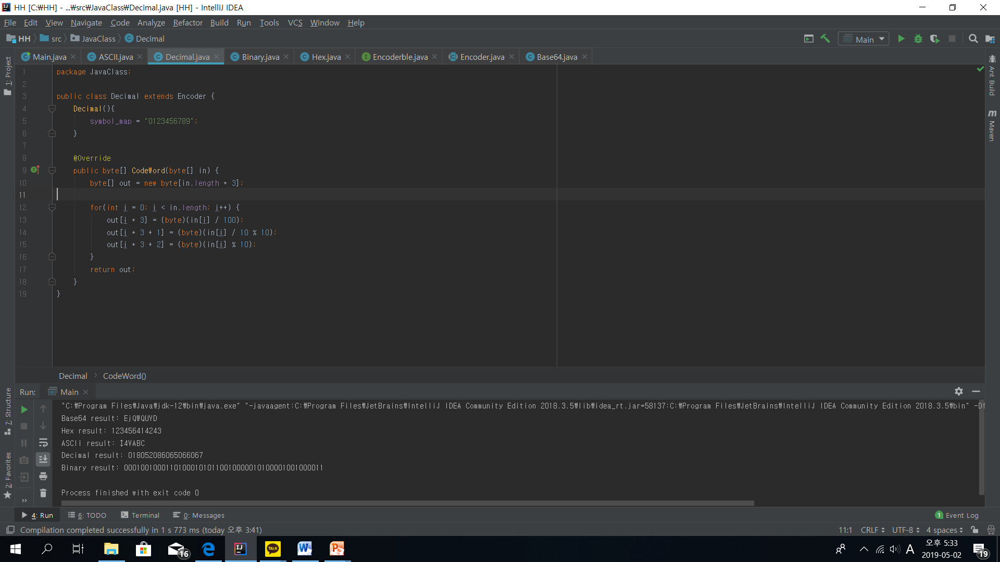 HH [C:₩HH] - ...₩src₩JavaClass₩Decimal.java [HH] - IntelliJ IDEA
File Edit View Navigate Code Analyze Refactor Build Run Tools VCS Window Help
HH src JavaClass Decimal Main
Main.java ASCII.java Decimal.java Binary.java Hex.java Encoderble.java Encoder.java Base64.java
1: Project
Ant Build
Maven
1 package JavaClass;
2
3 public class Decimal extends Encoder {
4 Decimal(){
5 symbol_map = "0123456789";
6 }
7
8 @Override
9 public byte[] CodeWord(byte[] in) {
10 byte[] out = new byte[in.length * 3];
11
12 for(int i = 0; i < in.length; i++) {
13 out[i * 3] = (byte)(in[i] / 100);
14 out[i * 3 + 1] = (byte)(in[i] / 10 % 10);
15 out[i * 3 + 2] = (byte)(in[i] % 10);
16 }
17 return out;
18 }
19 }
Decimal CodeWord()
7: Structure
2: Favorites
Run: Main
"C:₩Program Files₩Java₩jdk-12₩bin₩java.exe" "-javaagent:C:₩Program Files₩JetBrains₩IntelliJ IDEA Community Edition 2018.3.5₩lib₩idea_rt.jar=58137:C:₩Program Files₩JetBrains₩IntelliJ IDEA Community Edition 2018.3.5₩bin" -Df
Base64 result: EjQWQUYD
Hex result: 123456414243
ASCII result: ↕4VABC
Decimal result: 018052086065066067
Binary result: 000100100011010001010110010000010100001001000011
Process finished with exit code 0
4: Run 6: TODO Terminal 0: Messages 1 Event Log
Compilation completed successfully in 1 s 773 ms (today 오후 3:41) 11:1 CRLF UTF-8 4 spaces
16 TALK A 오후 5:33
2019-05-02 19